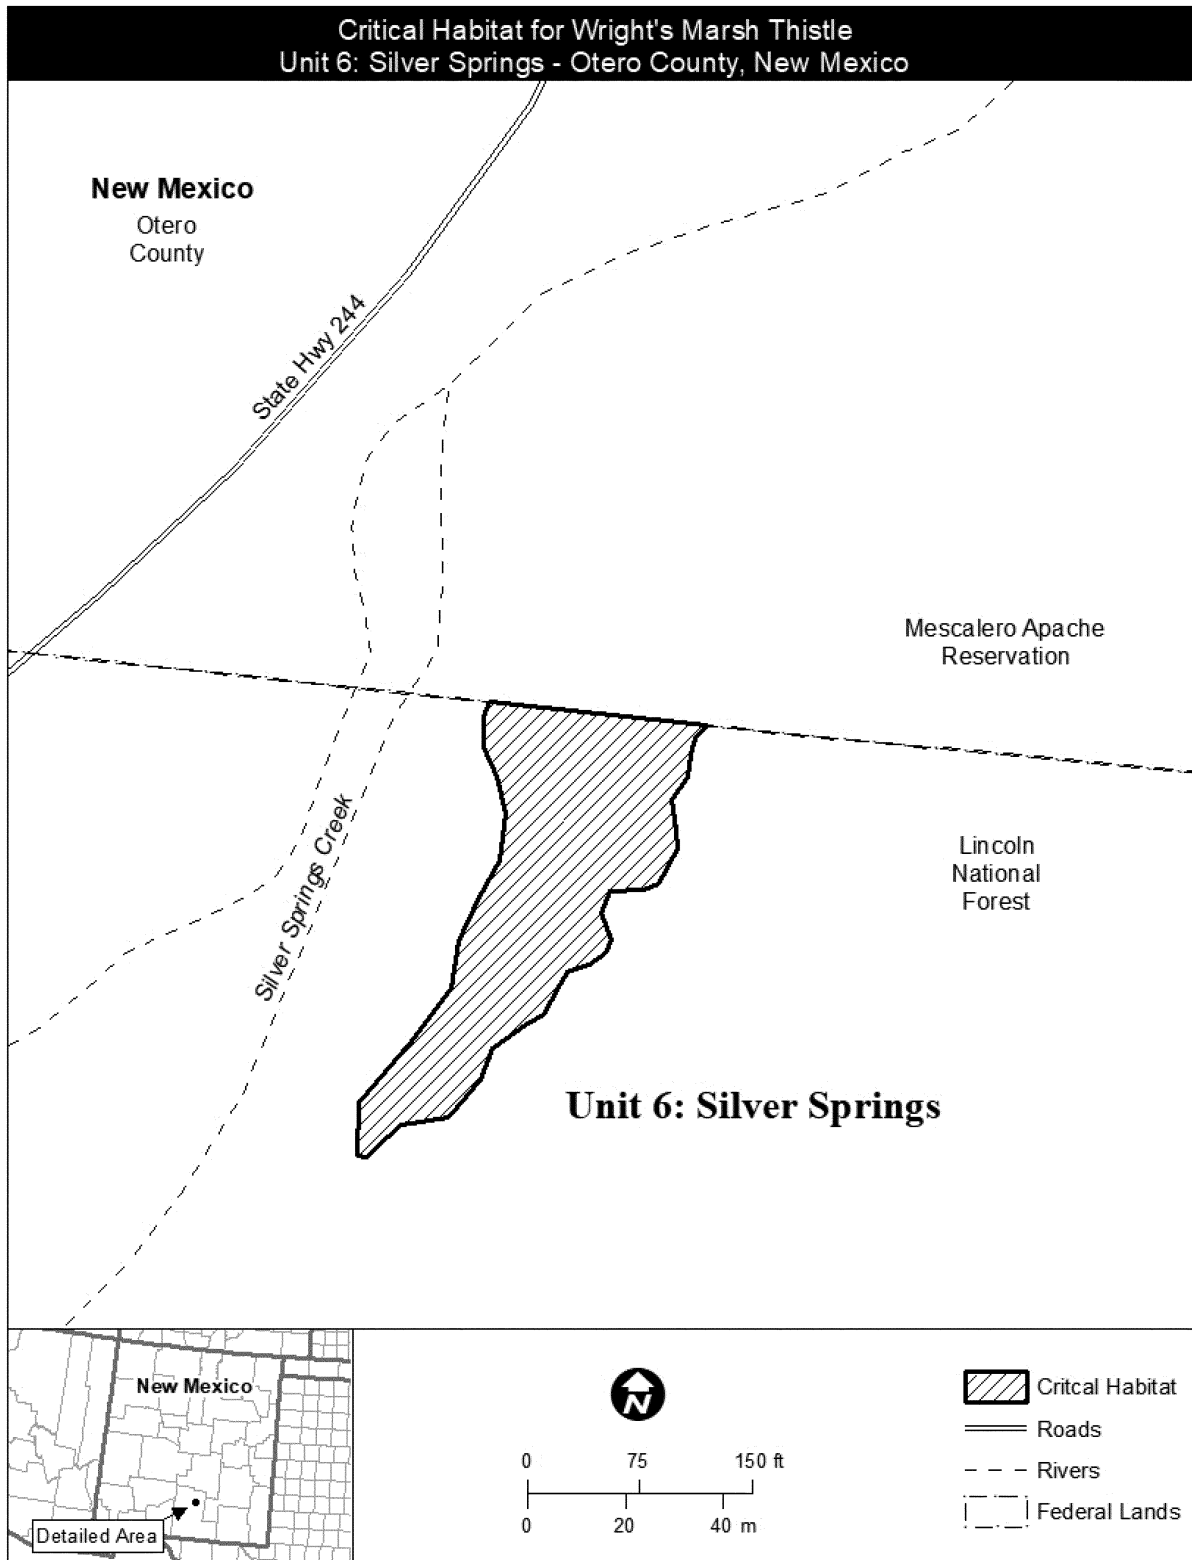 Critical Habitat for Wright's Marsh Thistle
Unit 6: Silver Springs - Otero County, New Mexico
New Mexico
Otero
County
State Hwy 244
Mescalero Apache
Reservation
Lincoln
National
Forest
Silver Springs Creek
Unit 6: Silver Springs
New Mexico
Detailed Area
N
0 75 150 ft
0 20 40 m
Critcal Habitat
Roads
Rivers
Federal Lands